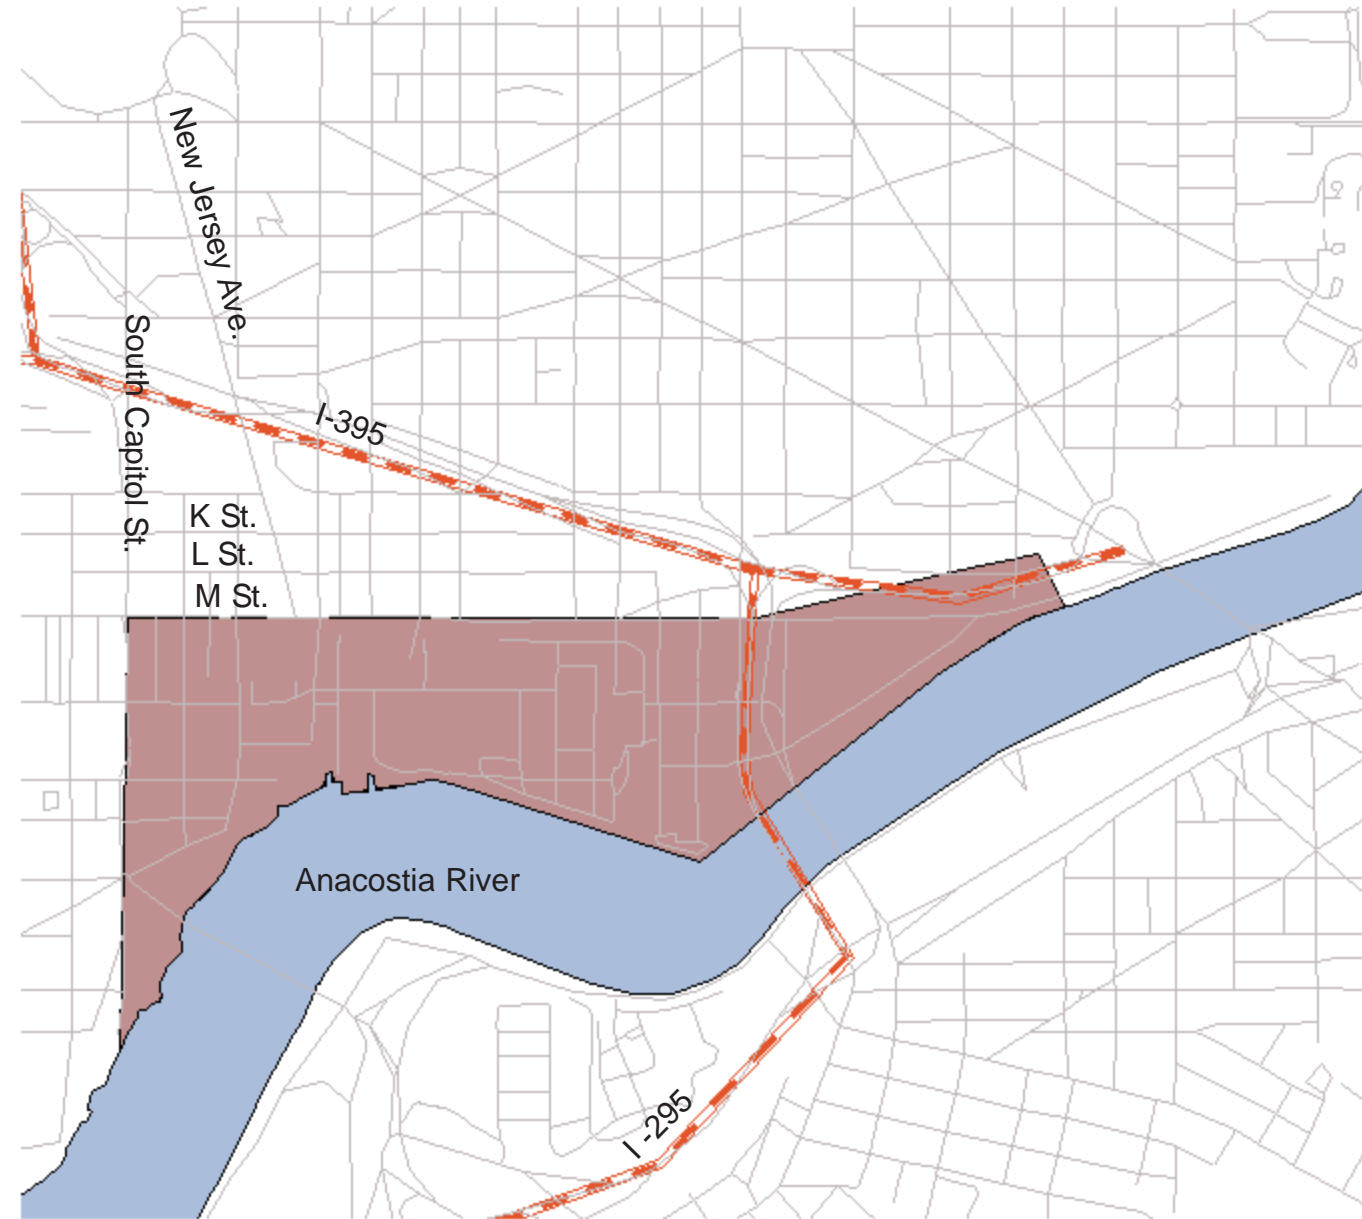 New Jersey Ave.
South Capitol St.
I-395
K St.
L St.
M St.
Anacostia River
I -295